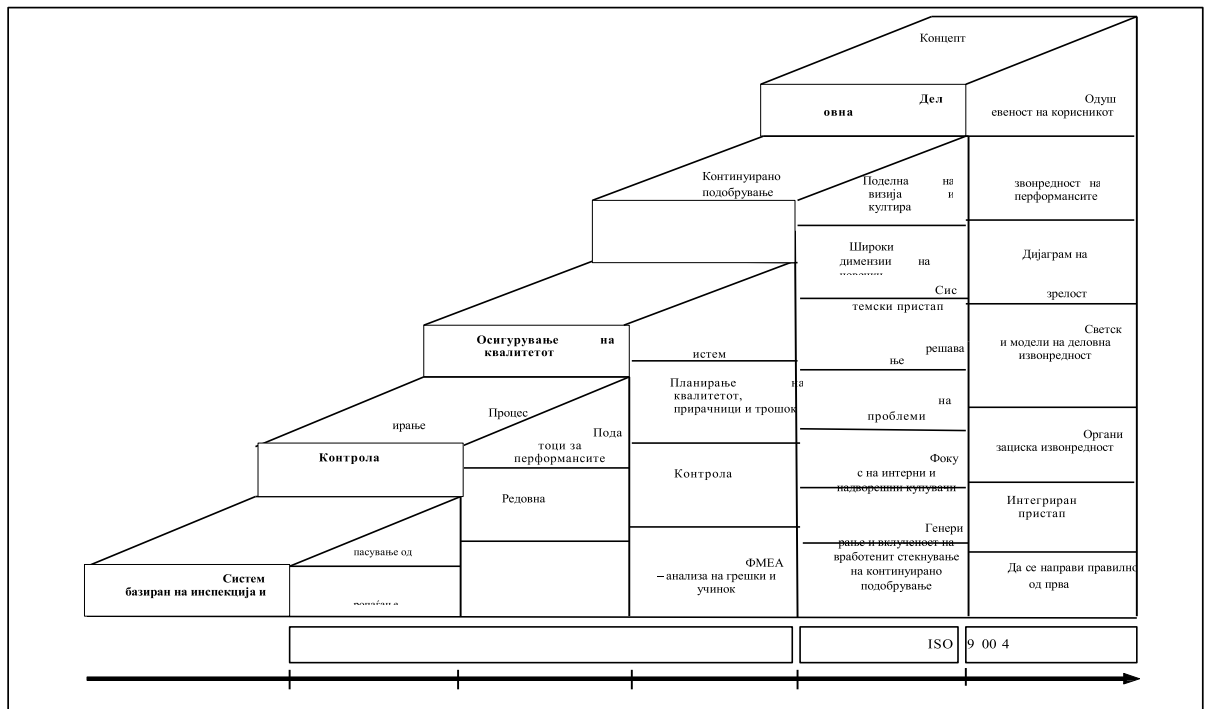 Концепт
Дел
овна
Одуш
евеност на корисникот
Континуирано
подобрување
Поделна на
визија и
култира
звонредност на
перформансите
Широки
димензии на
Дијаграм на
зрелост
Сис
темски пристап
Осигурување на
квалитетот
истем
решава
ње
Светск
и модели на деловна
извонредност
Планирање на
квалитетот,
прирачници и трошок
на
проблеми
Процес
ирање
Пода
тоци за
перформансите
Контрола
Контрола
Фоку
с на интерни и
надворешни купувачи
Органи
зациска извонредност
Редовна
Интегриран
пристап
Генери
рање и вклученост на
вработенит стекнување
на континуирано
подобрување
пасување од
ФМЕА
– анализа на грешки и
учинок
Да се направи правилно
од прва
Систем
базиран на инспекција и
ISO 9 00 4